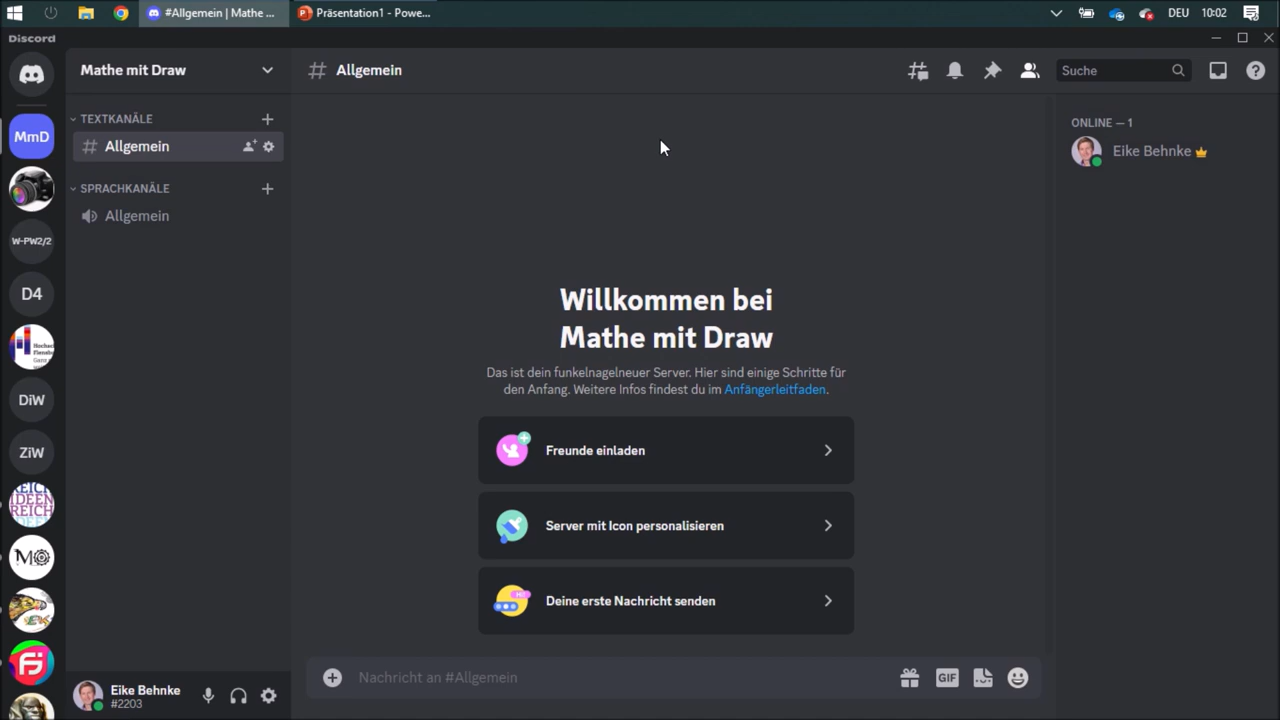 #Allgemein | Mathe ...
Präsentation1 - Powe...
DEU
10:02
Discord
Mathe mit Draw
Allgemein
Suche
MmD
TEXTKANÄLE
Allgemein
SPRACHKANÄLE
Allgemein
ONLINE — 1
Eike Behnke
W-PW2/2
D4
DiW
ZiW
REICH
IDEEN
REICH
Willkommen bei
Mathe mit Draw
Das ist dein funkelnagelneuer Server. Hier sind einige Schritte für
den Anfang. Weitere Infos findest du im Anfängerleitfaden.
Freunde einladen
Server mit Icon personalisieren
Deine erste Nachricht senden
Nachricht an #Allgemein
GIF
Eike Behnke
#2203